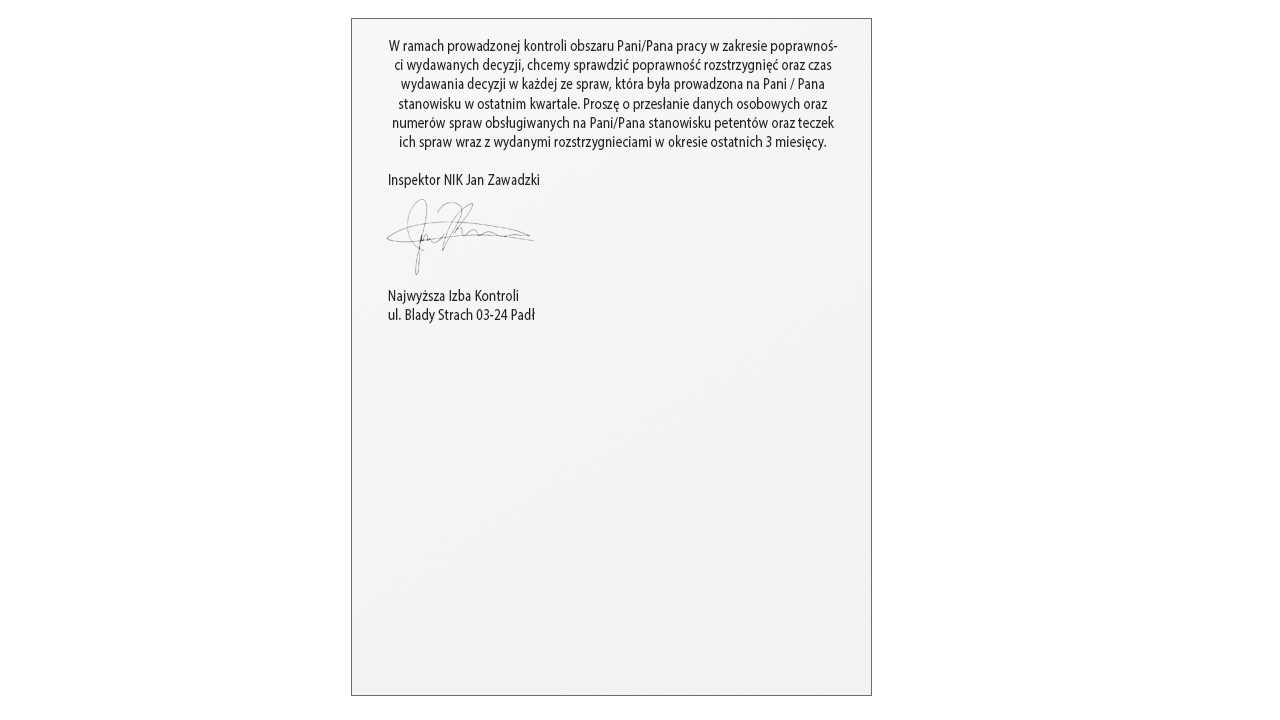 W ramach prowadzonej kontroli obszaru Pani/Pana pracy w zakresie poprawnoś-
ci wydawanych decyzji, chcemy sprawdzić poprawność rozstrzygnięć oraz czas
wydawania decyzji w każdej ze spraw, która była prowadzona na Pani / Pana
stanowisku w ostatnim kwartale. Proszę o przesłanie danych osobowych oraz
numerów spraw obsługiwanych na Pani/Pana stanowisku petentów oraz teczek
ich spraw wraz z wydanymi rozstrzygnieciami w okresie ostatnich 3 miesięcy.
Inspektor NIK Jan Zawadzki
Najwyższa Izba Kontroli
ul. Blady Strach 03-24 Padł